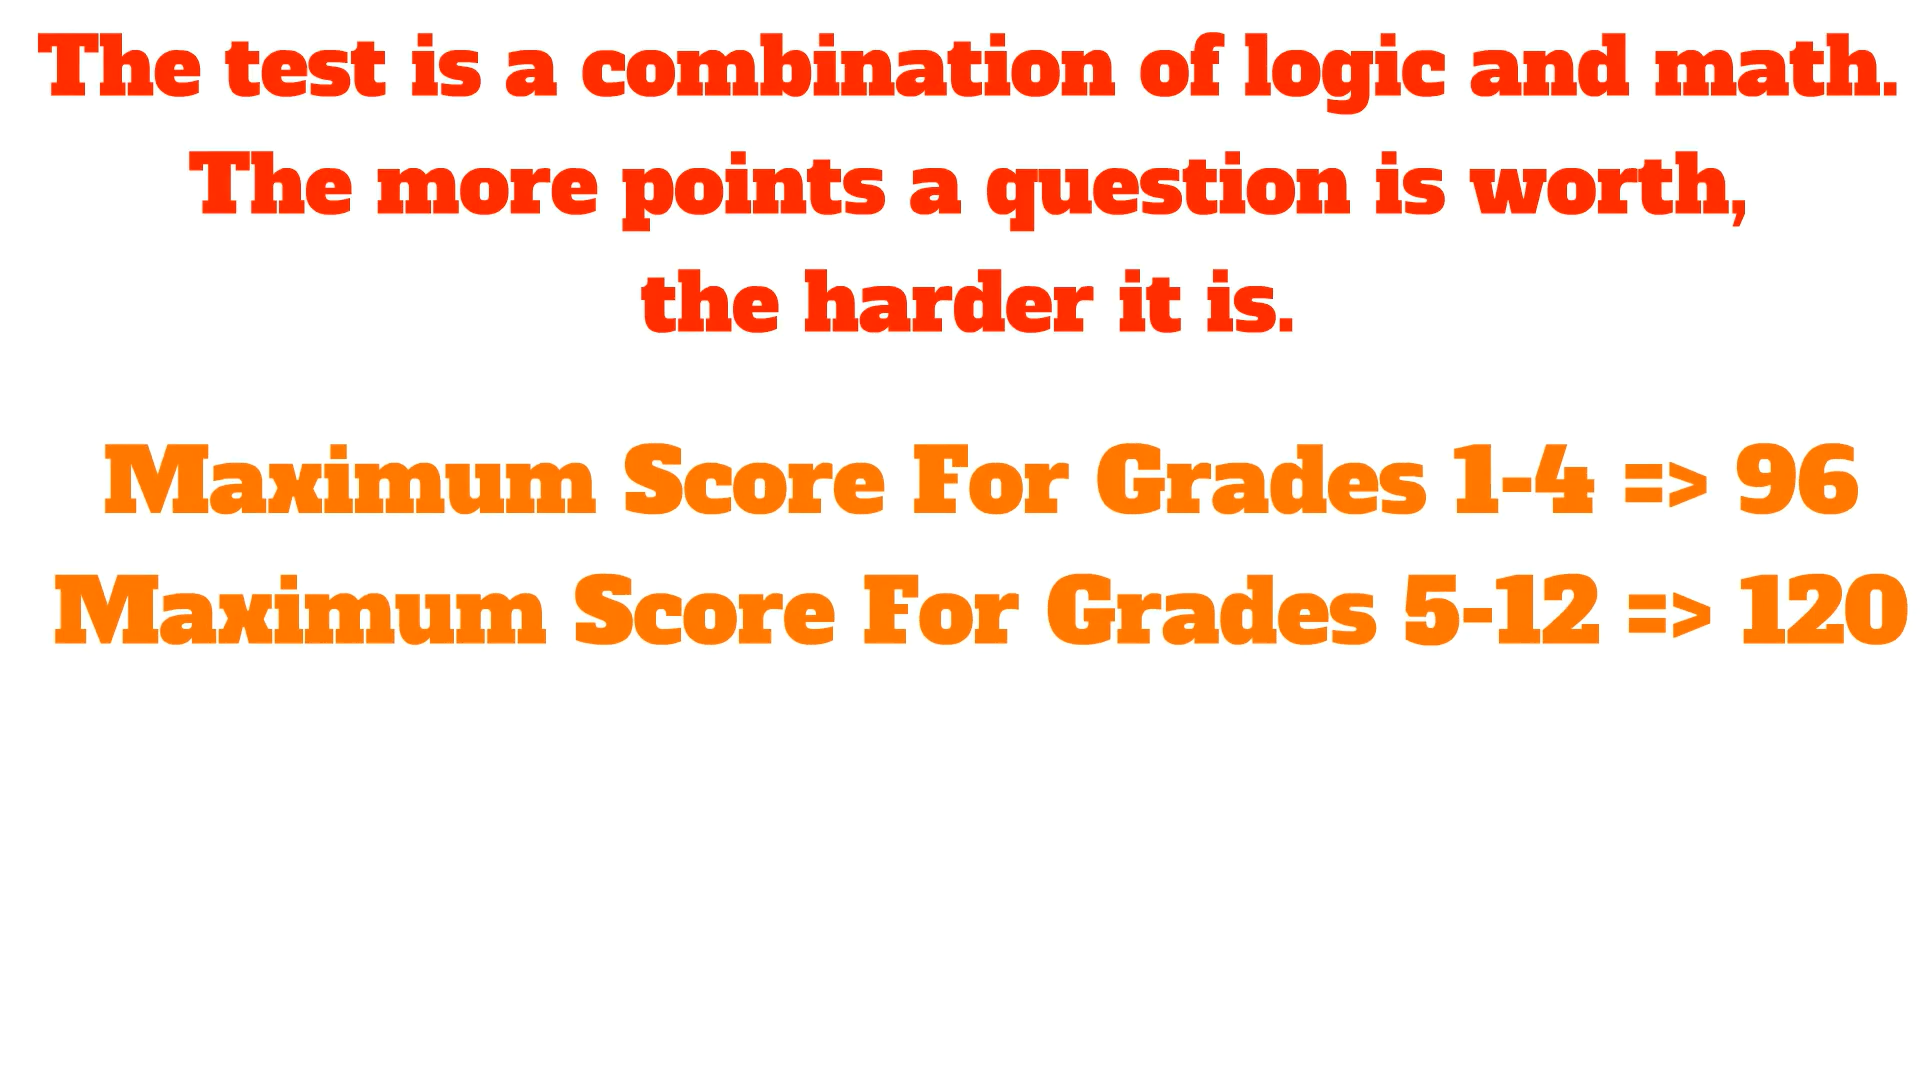 The test is a combination of logic and math.
The more points a question is worth,
the harder it is.
Maximum Score For Grades 1-4 => 96
Maximum Score For Grades 5-12 => 120